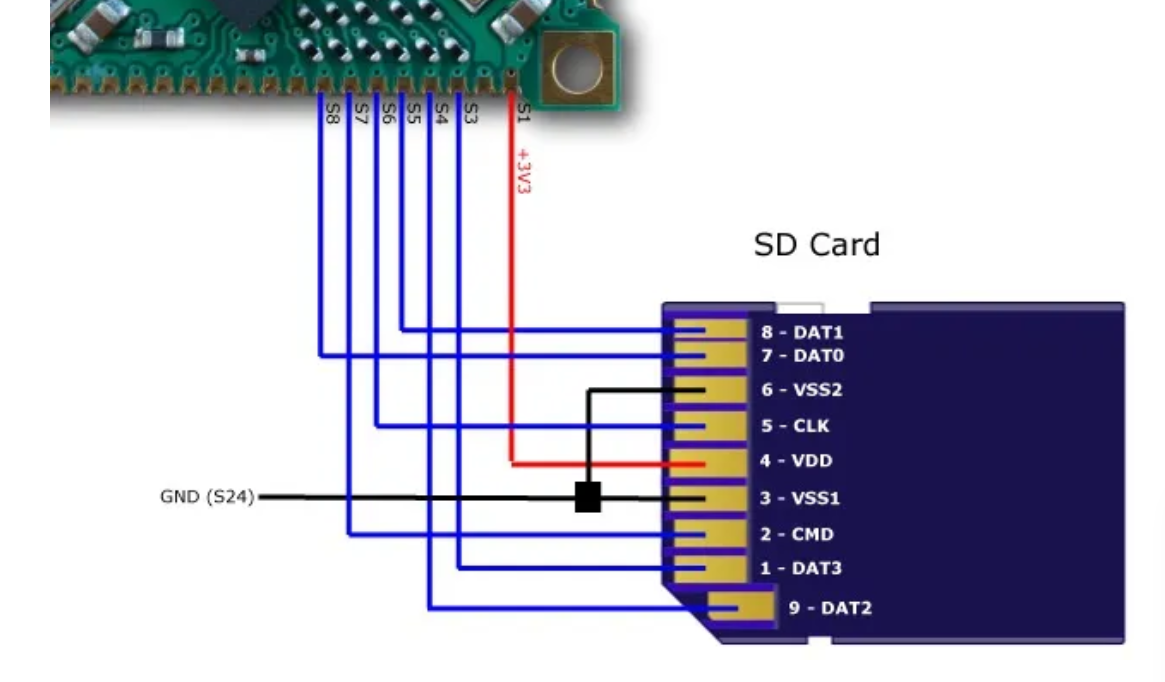 S8
S7
S6
S5
S4
S3
S1
+3V3
SD Card
8 - DAT1
7 - DAT0
6 - VSS2
5 - CLK
4 - VDD
GND (S24)
3 - VSS1
2 - CMD
1 - DAT3
9 - DAT2